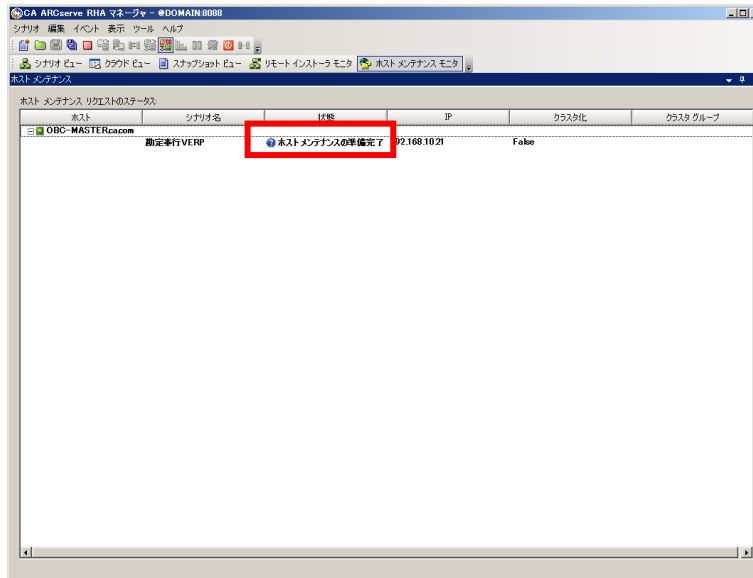 CA ARCserve RHA マネージャ - @DOMAIN:8088
シナリオ 編集 イベント 表示 ツール ヘルプ
シナリオ ビュー クラウド ビュー スナップショット ビュー リモート インストーラ モニタ ホスト メンテナンス モニタ
ホスト メンテナンス
ホスト メンテナンス リクエストのステータス:
ホスト シナリオ名 状態 IP クラスタ化 クラスタ グループ
OBC-MASTER.ca.com
勘定奉行VERP ホスト メンテナンスの準備完了 92.168.10.21 False